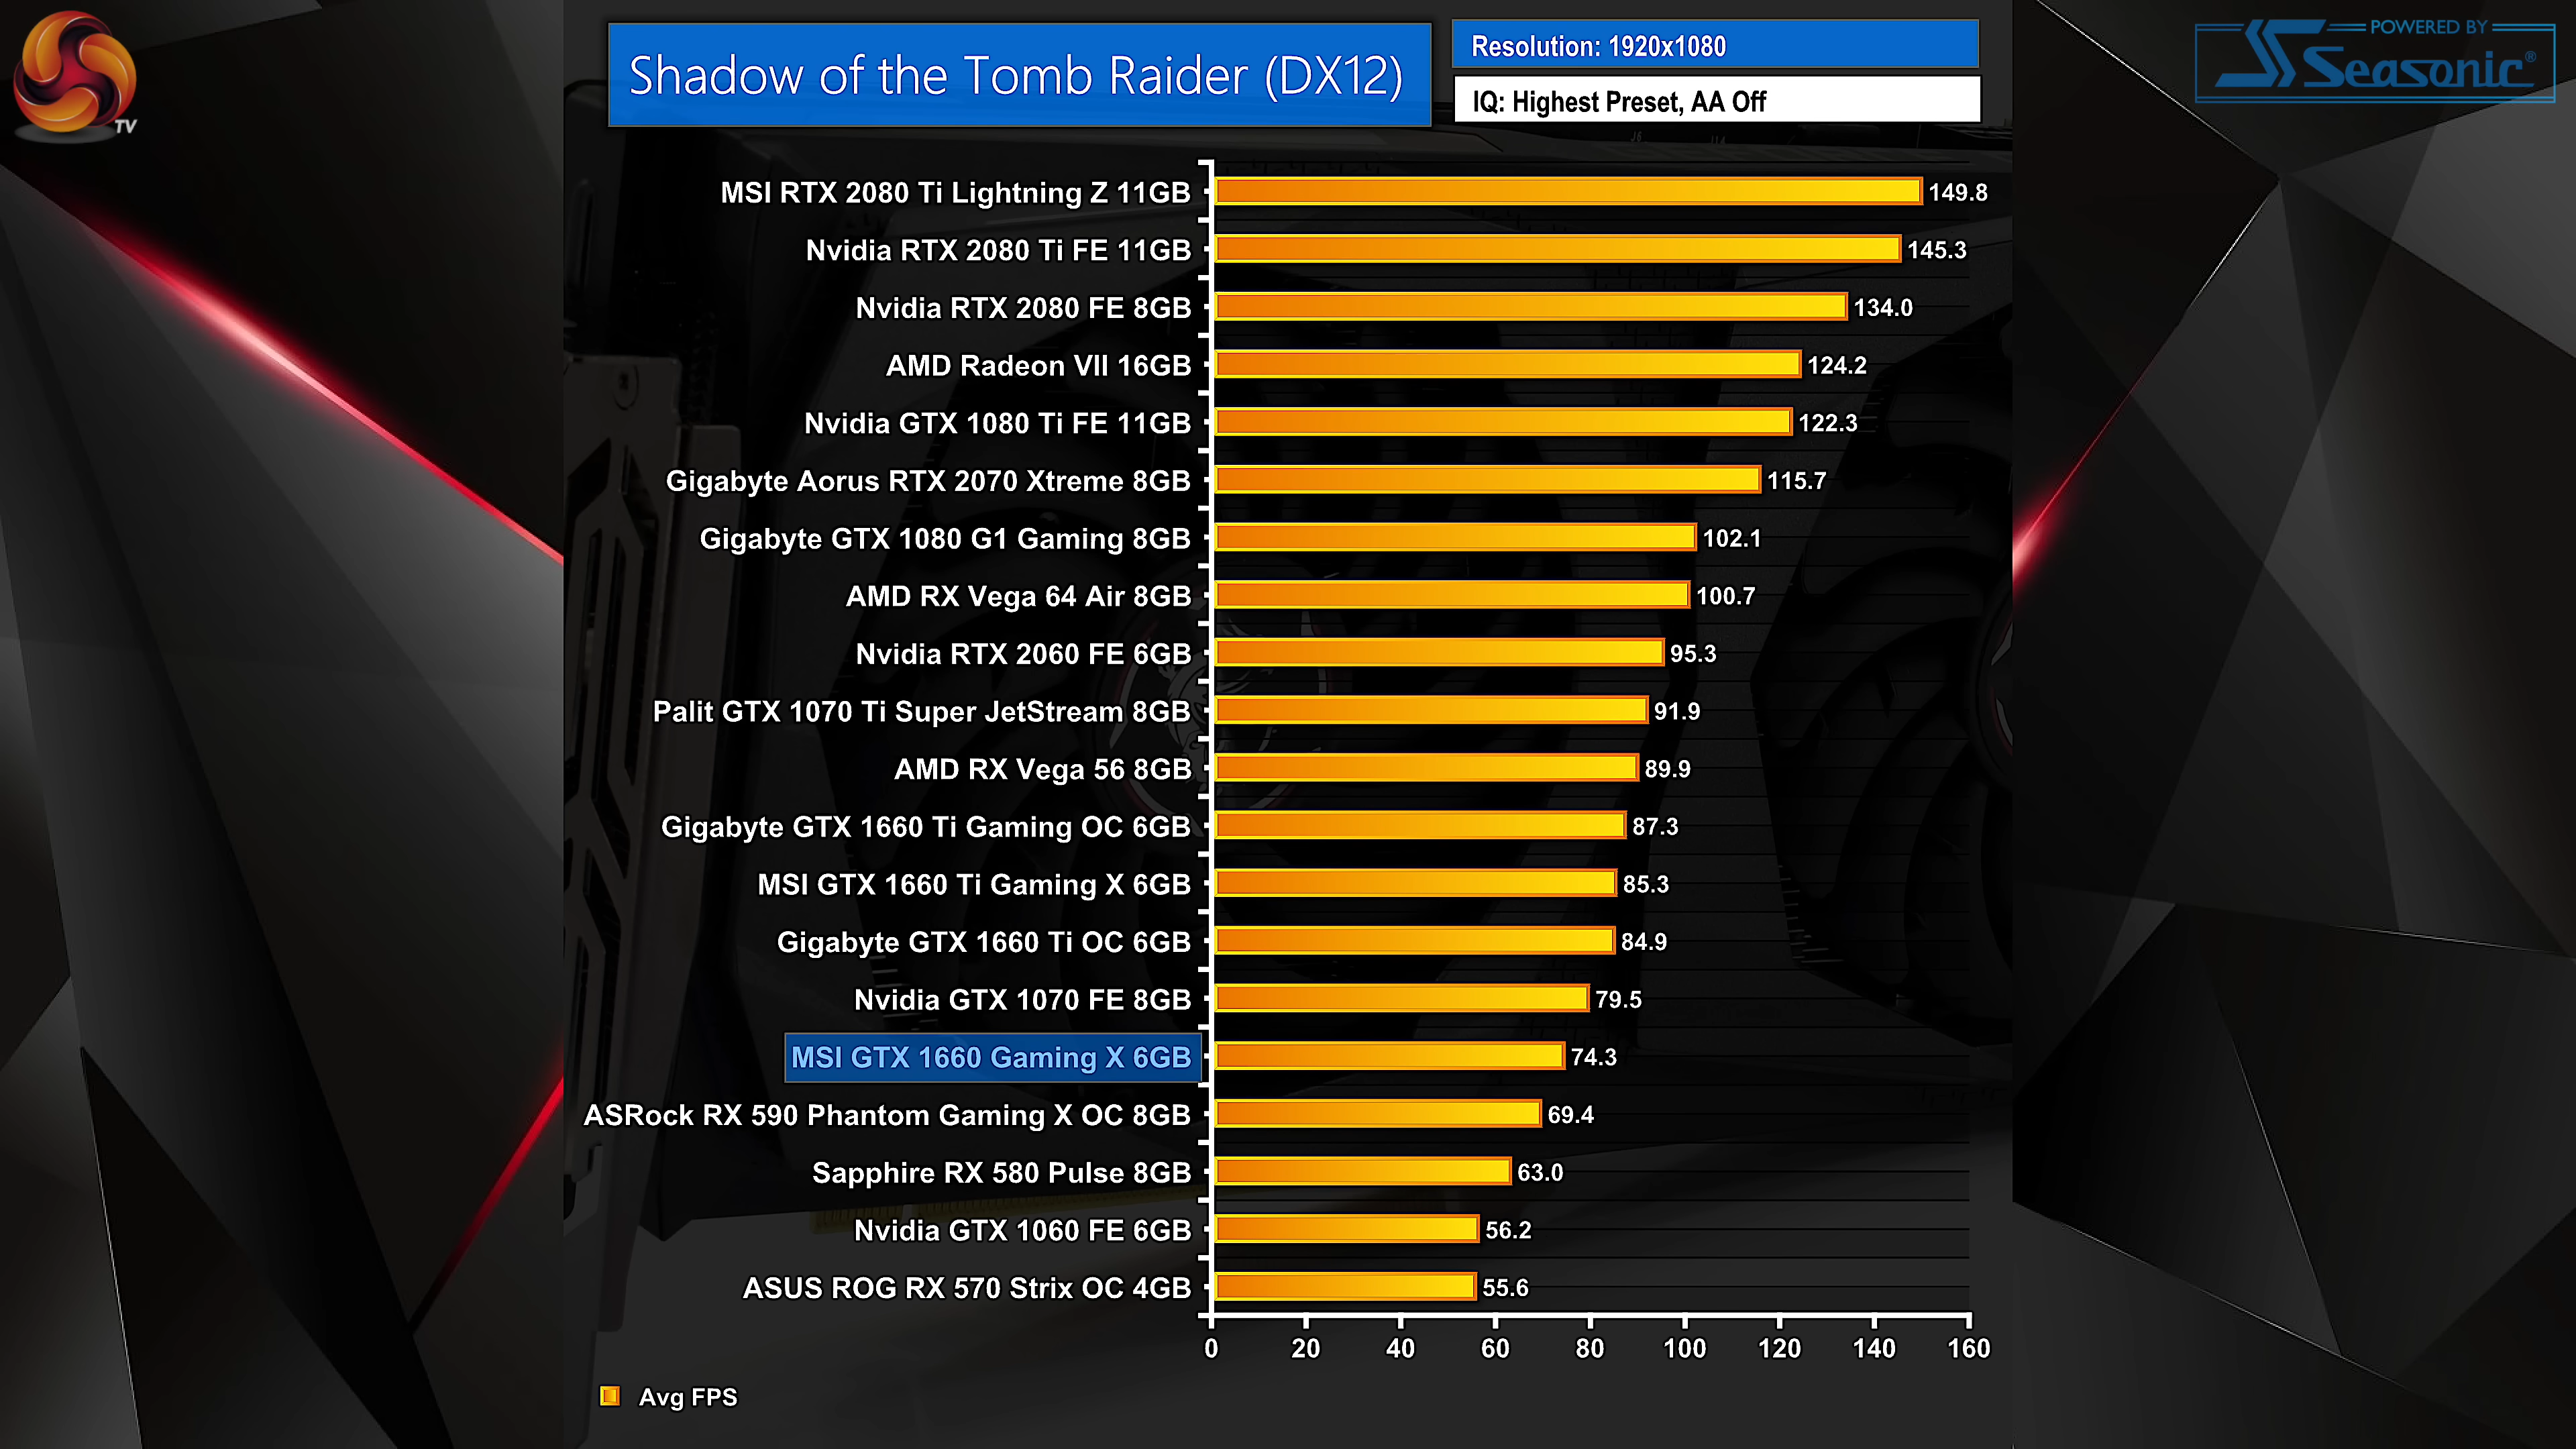 TV
Shadow of the Tomb Raider (DX12)
Resolution: 1920x1080
IQ: Highest Preset, AA Off
POWERED BY
Seasonic®
MSI RTX 2080 Ti Lightning Z 11GB 149.8
Nvidia RTX 2080 Ti FE 11GB 145.3
Nvidia RTX 2080 FE 8GB 134.0
AMD Radeon VII 16GB 124.2
Nvidia GTX 1080 Ti FE 11GB 122.3
Gigabyte Aorus RTX 2070 Xtreme 8GB 115.7
Gigabyte GTX 1080 G1 Gaming 8GB 102.1
AMD RX Vega 64 Air 8GB 100.7
Nvidia RTX 2060 FE 6GB 95.3
Palit GTX 1070 Ti Super JetStream 8GB 91.9
AMD RX Vega 56 8GB 89.9
Gigabyte GTX 1660 Ti Gaming OC 6GB 87.3
MSI GTX 1660 Ti Gaming X 6GB 85.3
Gigabyte GTX 1660 Ti OC 6GB 84.9
Nvidia GTX 1070 FE 8GB 79.5
MSI GTX 1660 Gaming X 6GB 74.3
ASRock RX 590 Phantom Gaming X OC 8GB 69.4
Sapphire RX 580 Pulse 8GB 63.0
Nvidia GTX 1060 FE 6GB 56.2
ASUS ROG RX 570 Strix OC 4GB 55.6
0 20 40 60 80 100 120 140 160
Avg FPS